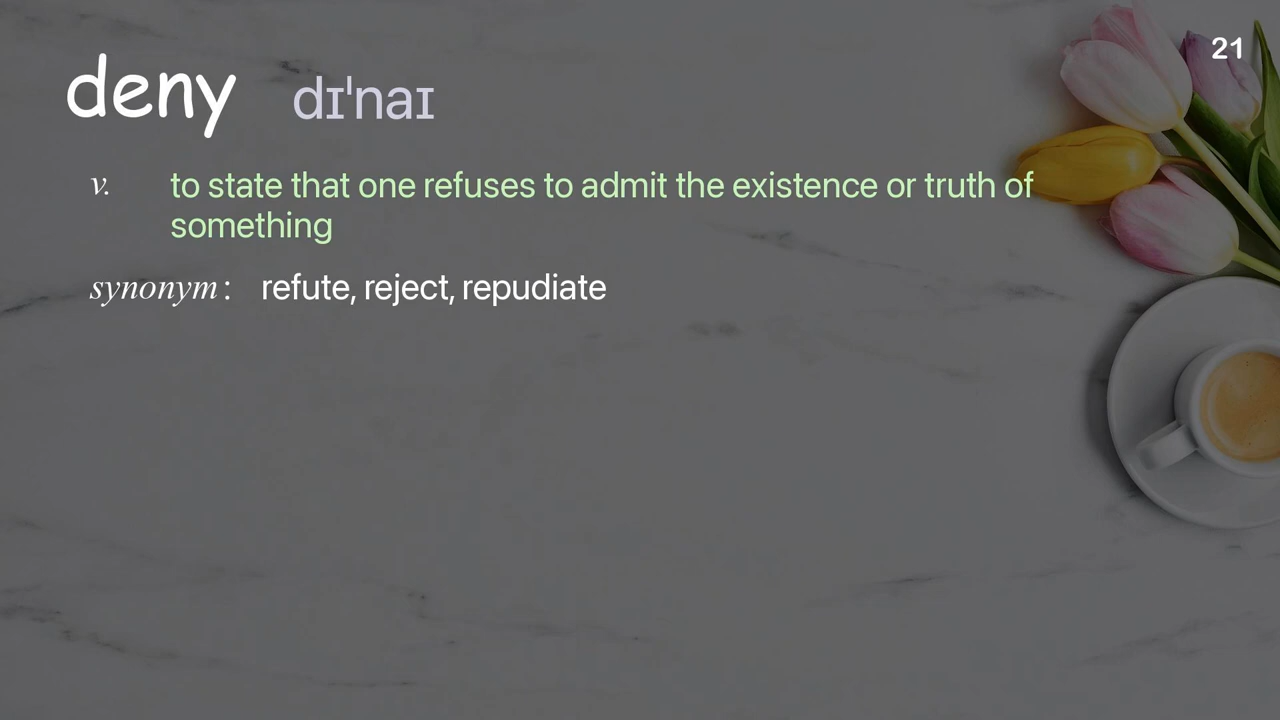 21
deny dɪˈnaɪ
v. to state that one refuses to admit the existence or truth of
something
synonym: refute, reject, repudiate